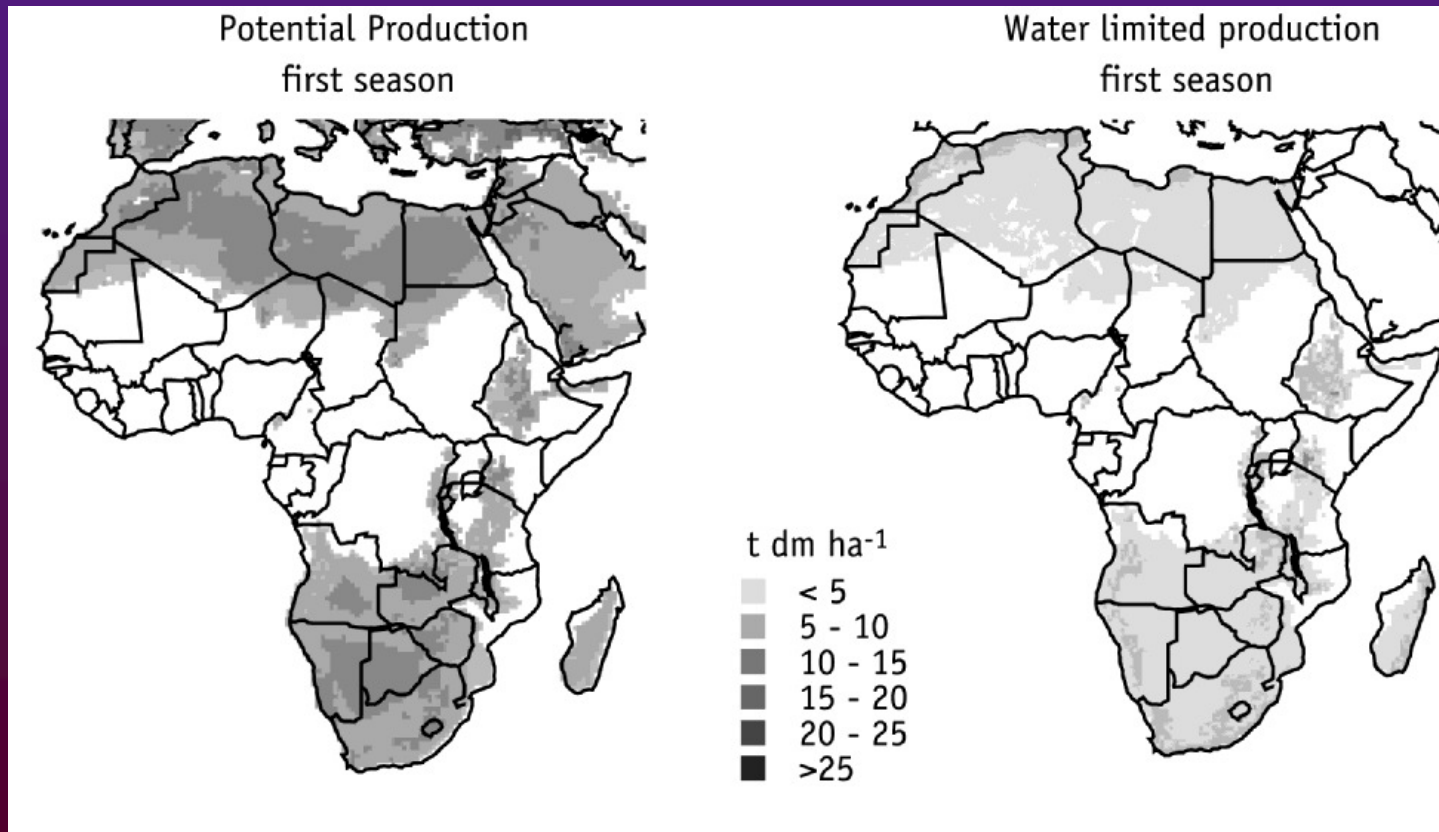 Potential Production
first season
Water limited production
first season
t dm ha-1
< 5
5 - 10
10 - 15
15 - 20
20 - 25
>25